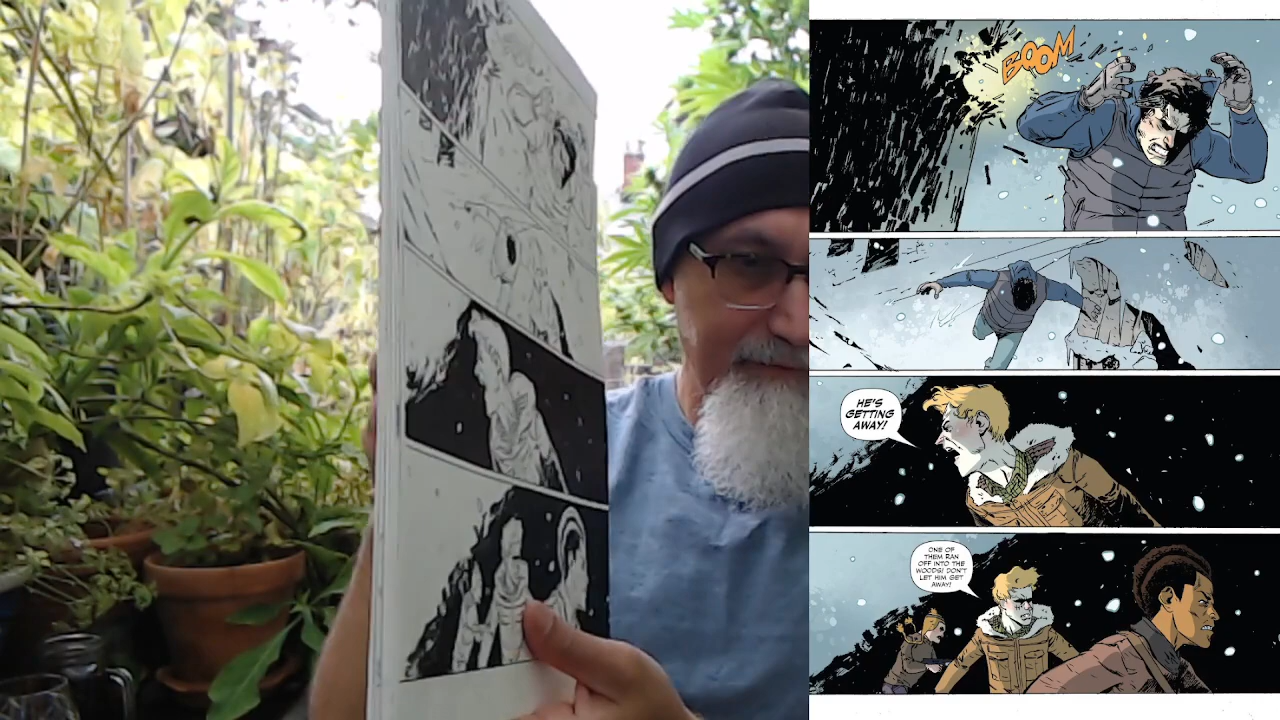 BOOM
HE'S
GETTING
AWAY!
ONE OF
THEM RAN
OFF INTO THE
WOODS! DON'T
LET HIM GET
AWAY!